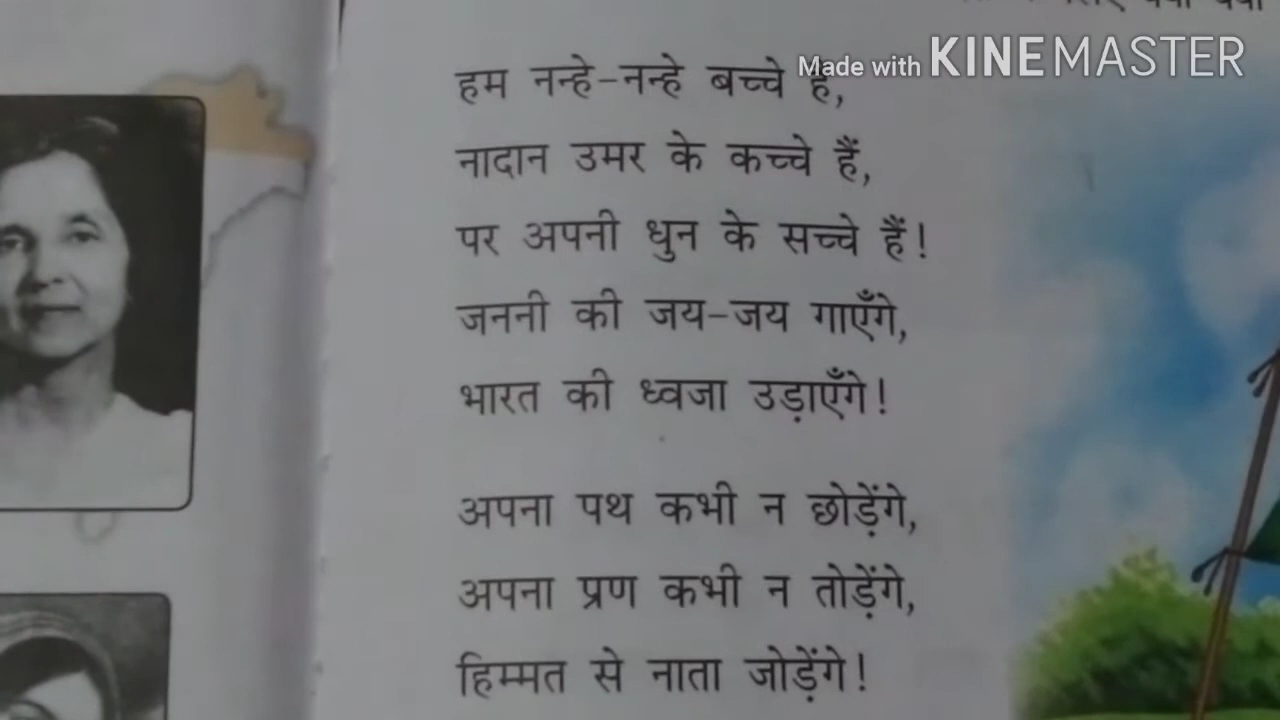 Made with KINEMASTER
हम नन्हे-नन्हे बच्चे हैं,
नादान उमर के कच्चे हैं,
पर अपनी धुन के सच्चे हैं!
जननी की जय-जय गाएँगे,
भारत की ध्वजा उड़ाएँगे!
अपना पथ कभी न छोड़ेंगे,
अपना प्रण कभी न तोड़ेंगे,
हिम्मत से नाता जोड़ेंगे!